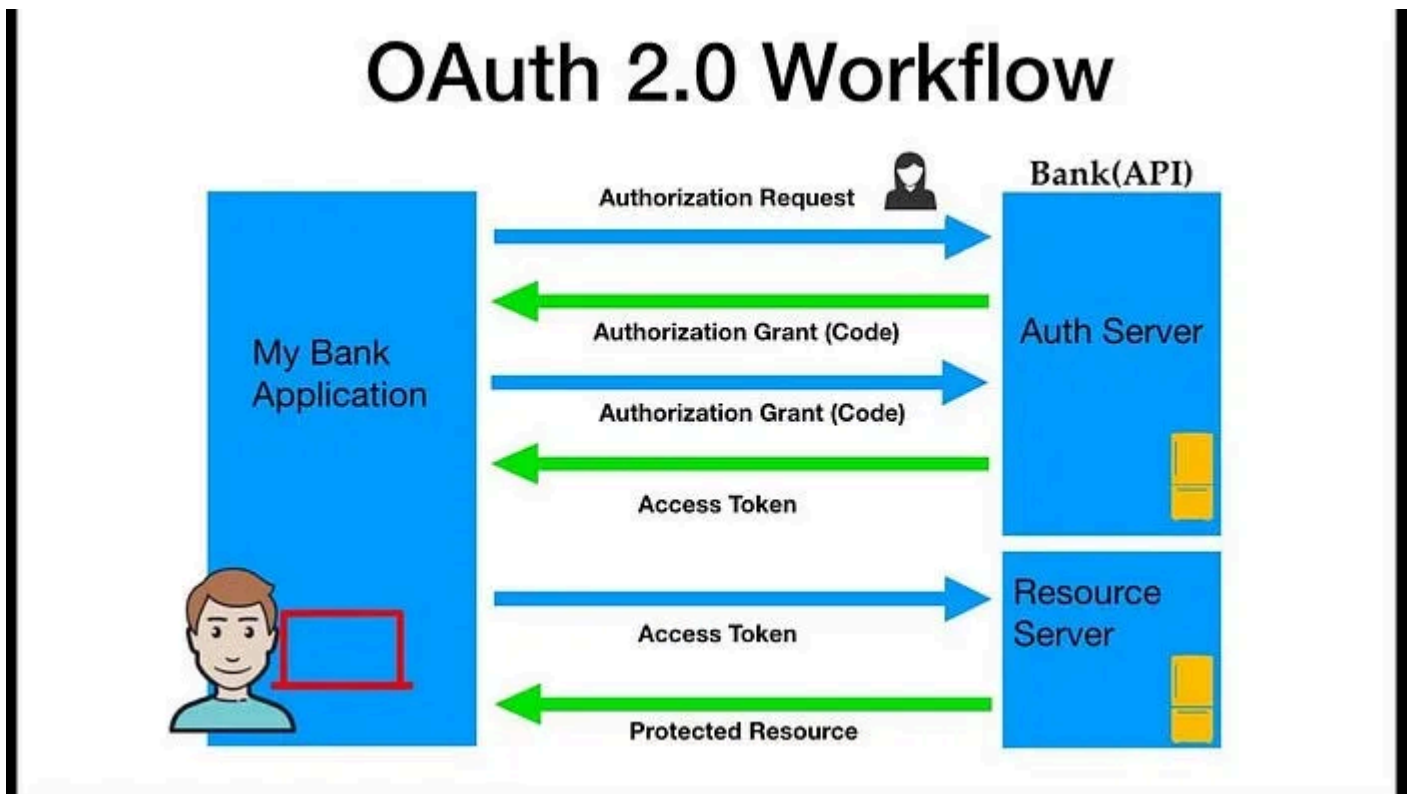 OAuth 2.0 Workflow
Bank(API)
Authorization Request
My Bank
Application
Authorization Grant (Code)
Auth Server
Authorization Grant (Code)
Access Token
Access Token
Resource
Server
Protected Resource